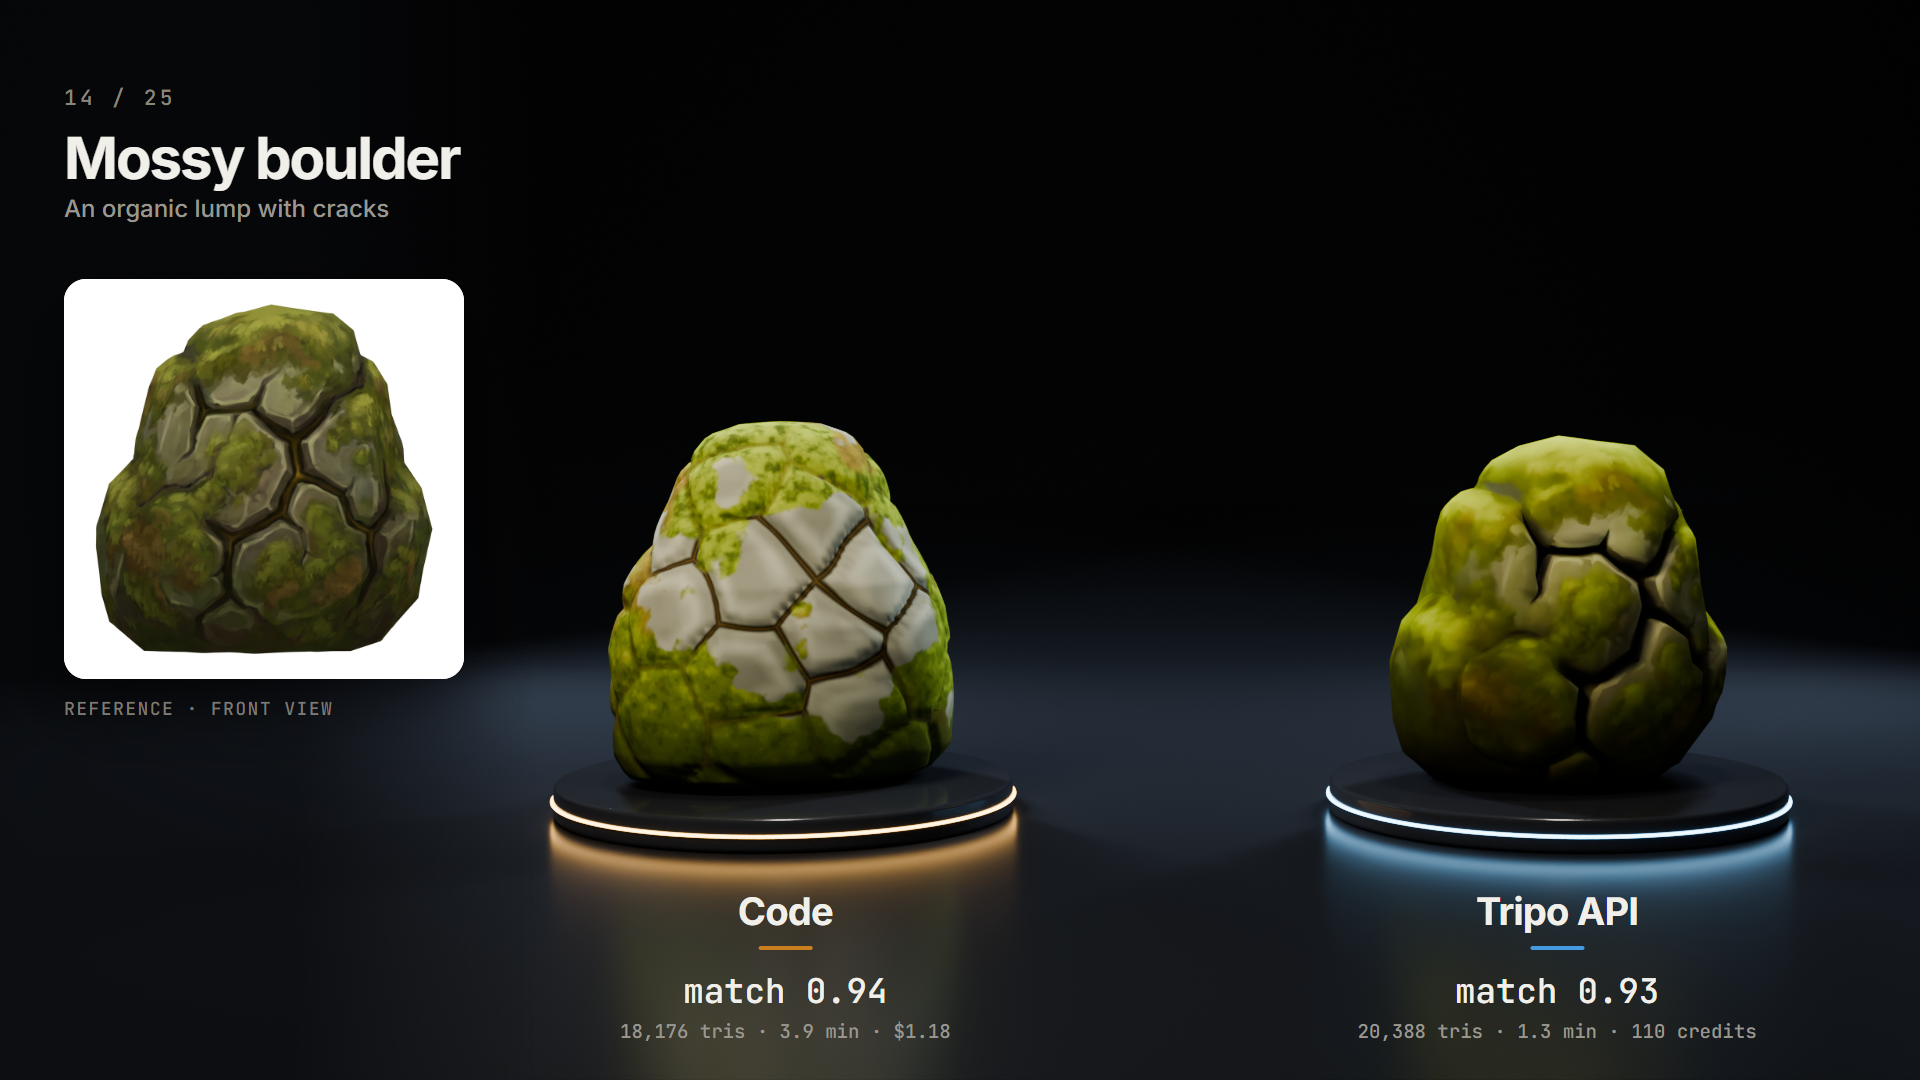 14 / 25
Mossy boulder
An organic lump with cracks
REFERENCE · FRONT VIEW
Code
match 0.94
18,176 tris · 3.9 min · $1.18
Tripo API
match 0.93
20,388 tris · 1.3 min · 110 credits